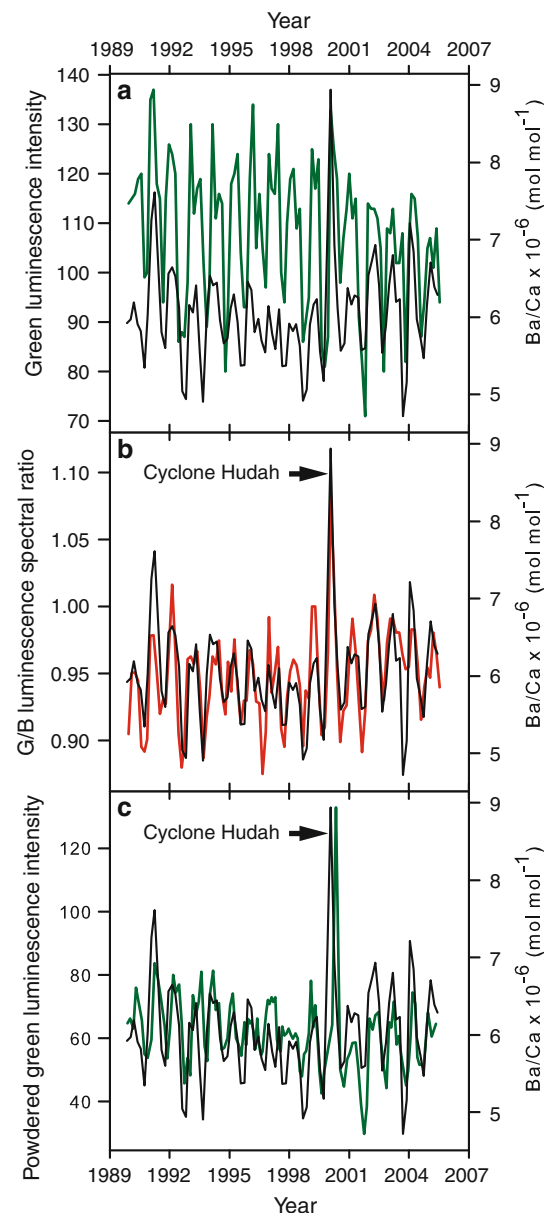 Year
1989 1992 1995 1998 2001 2004 2007
a
140
130
120
110
100
90
80
70
Green luminescence intensity
9
8
7
6
5
Ba/Ca x 10⁻⁶ (mol mol⁻¹)
b
Cyclone Hudah
1.10
1.05
1.00
0.95
0.90
G/B luminescence spectral ratio
9
8
7
6
5
Ba/Ca x 10⁻⁶ (mol mol⁻¹)
c
Cyclone Hudah
120
100
80
60
40
Powdered green luminescence intensity
9
8
7
6
5
Ba/Ca x 10⁻⁶ (mol mol⁻¹)
1989 1992 1995 1998 2001 2004 2007
Year